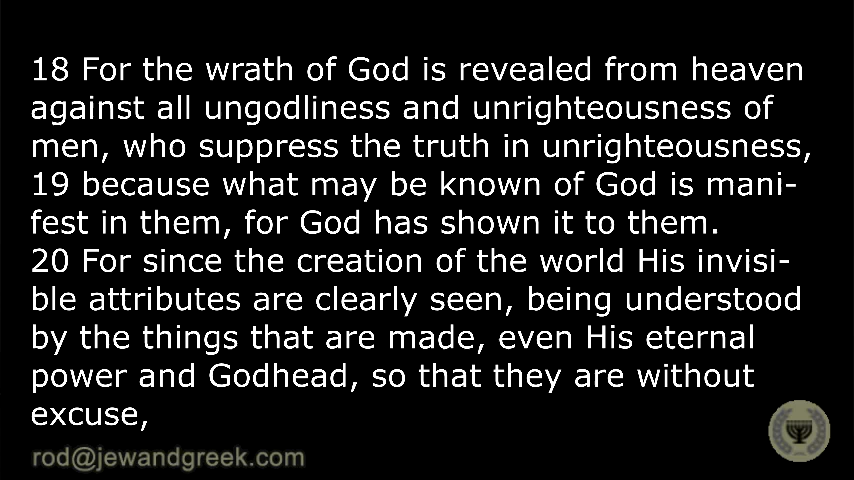 18 For the wrath of God is revealed from heaven
against all ungodliness and unrighteousness of
men, who suppress the truth in unrighteousness,
19 because what may be known of God is mani-
fest in them, for God has shown it to them.
20 For since the creation of the world His invisi-
ble attributes are clearly seen, being understood
by the things that are made, even His eternal
power and Godhead, so that they are without
excuse,
rod@jewandgreek.com